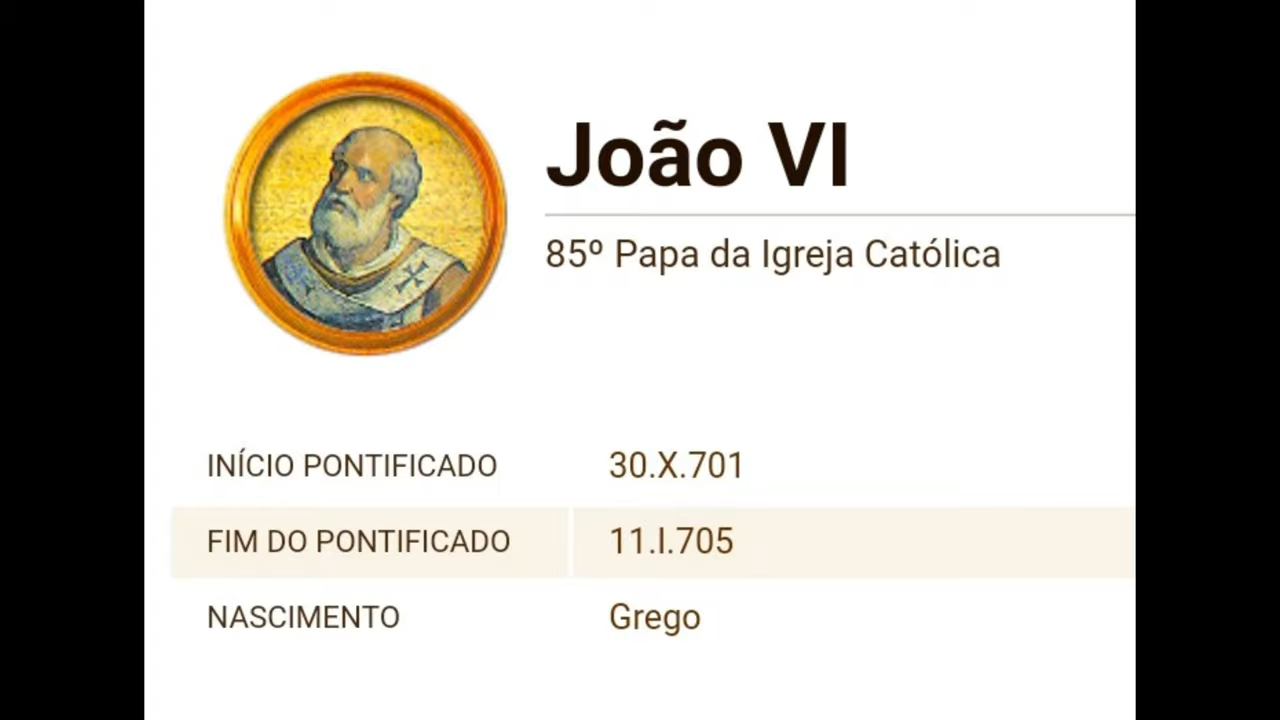 João VI
85º Papa da Igreja Católica
INÍCIO PONTIFICADO 30.X.701
FIM DO PONTIFICADO 11.I.705
NASCIMENTO Grego